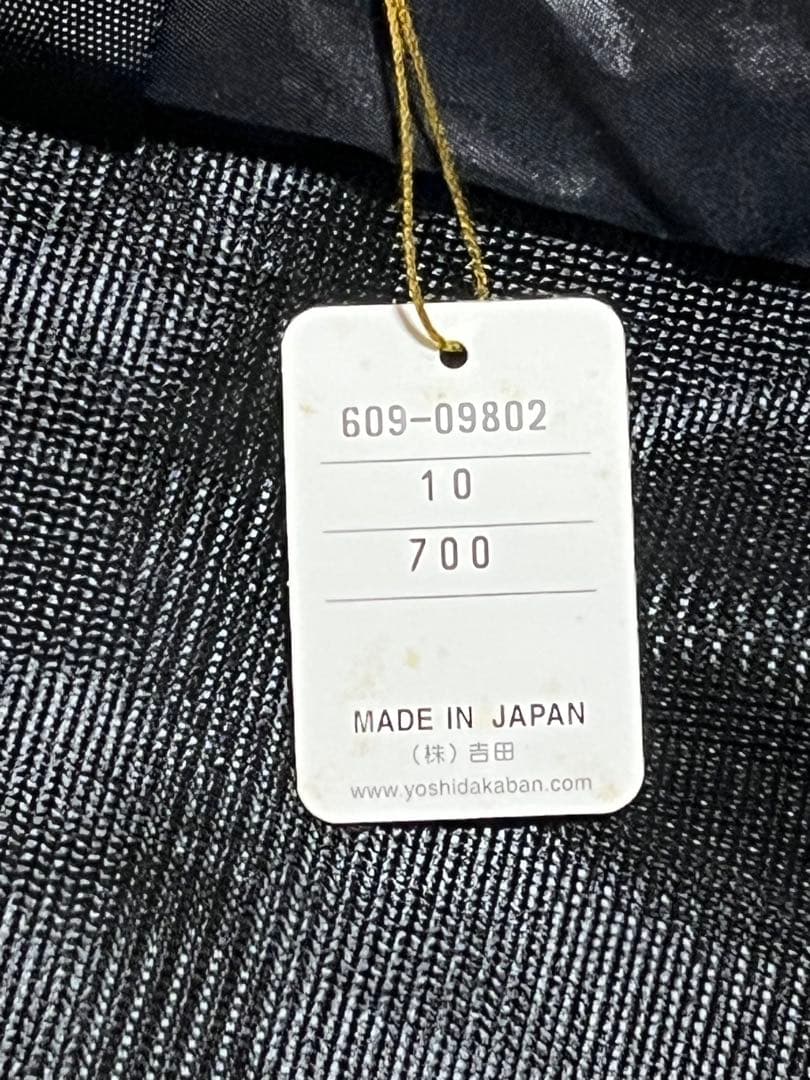 609-09802
10
700
MADE IN JAPAN
(株)吉田
www.yoshidakaban.com